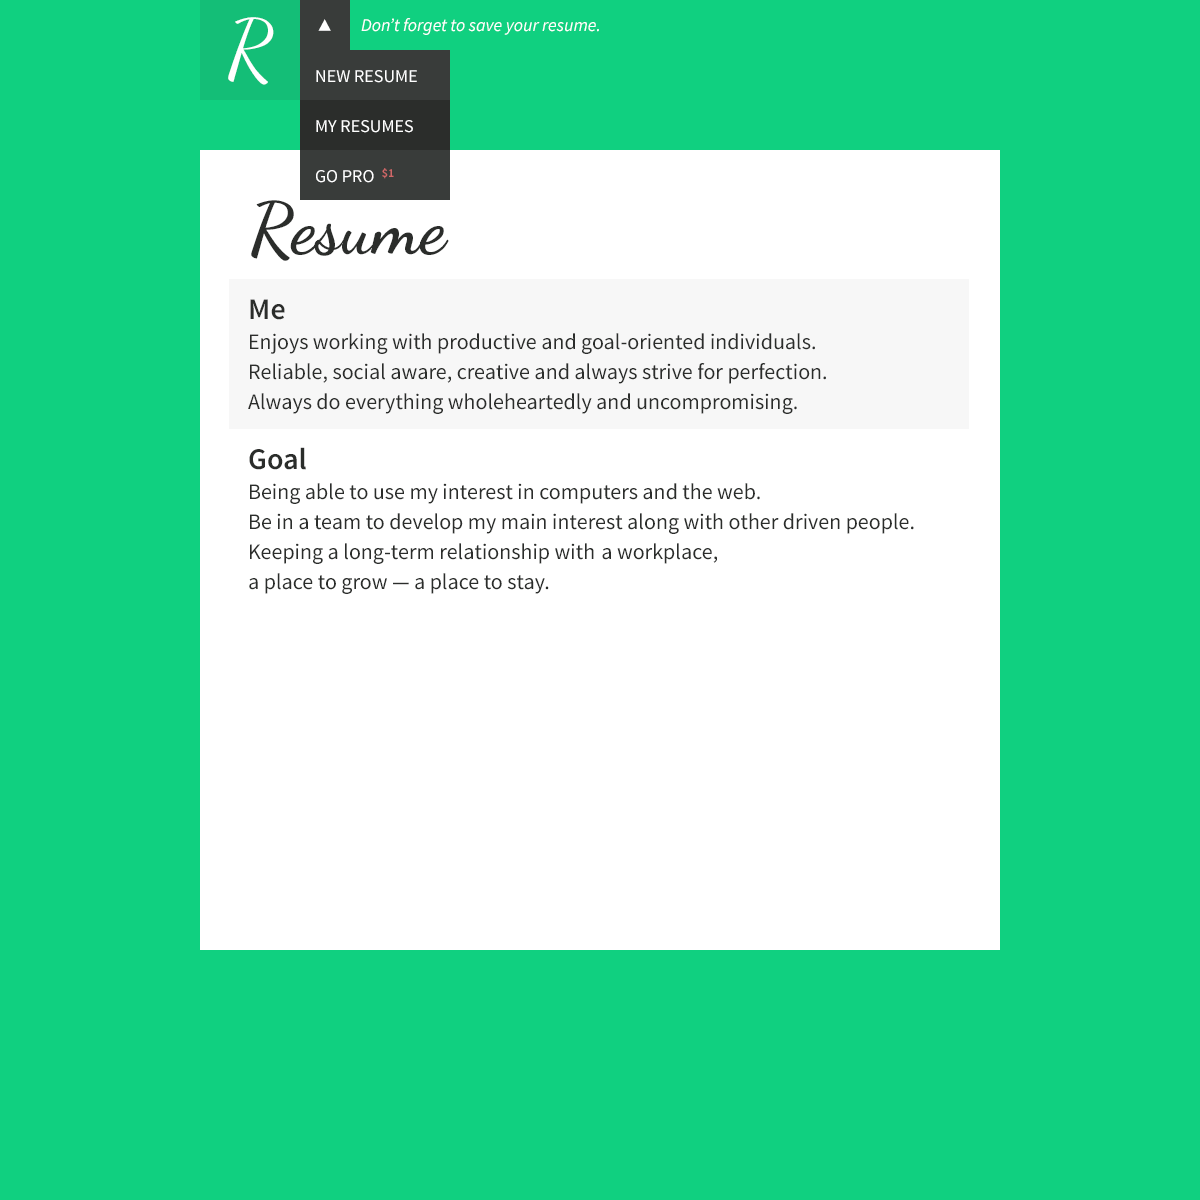 R
▲
Don’t forget to save your resume.
NEW RESUME
MY RESUMES
GO PRO $1
Resume
Me
Enjoys working with productive and goal-oriented individuals.
Reliable, social aware, creative and always strive for perfection.
Always do everything wholeheartedly and uncompromising.
Goal
Being able to use my interest in computers and the web.
Be in a team to develop my main interest along with other driven people.
Keeping a long-term relationship with a workplace,
a place to grow — a place to stay.